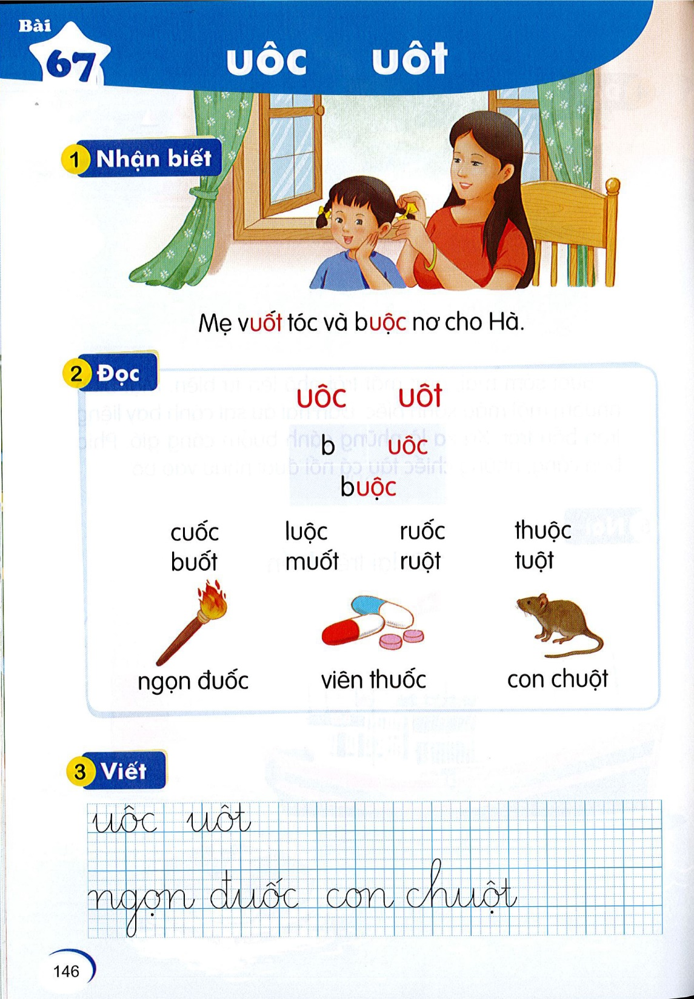 Bài
67
uôc uôt
1 Nhận biết
Mẹ vuốt tóc và buộc nơ cho Hà.
2 Đọc
uôc uôt
b uôc
buộc
cuốc luộc ruốc thuộc
buốt muốt ruột tuột
ngọn đuốc viên thuốc con chuột
3 Viết
uôc uôt
ngọn đuốc con chuột
146